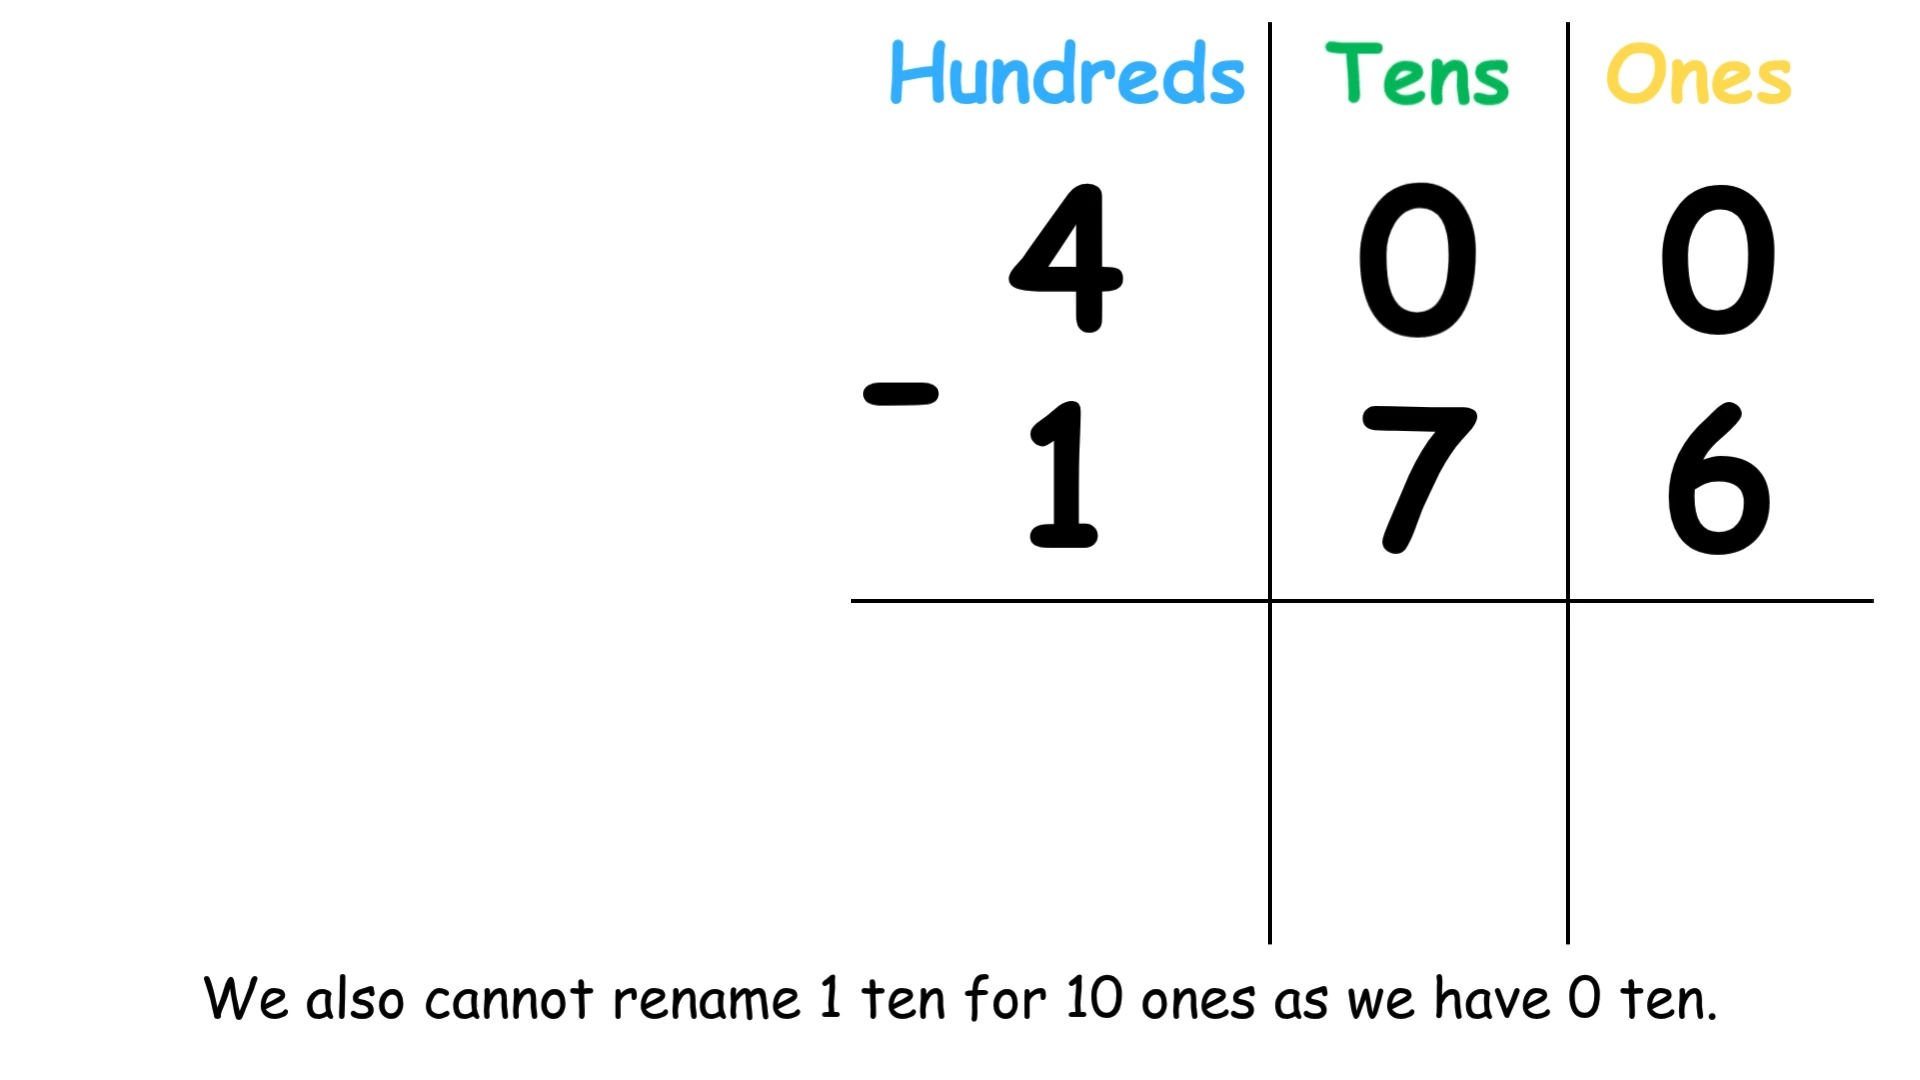 Hundreds Tens Ones
4 0 0
- 1 7 6
We also cannot rename 1 ten for 10 ones as we have 0 ten.